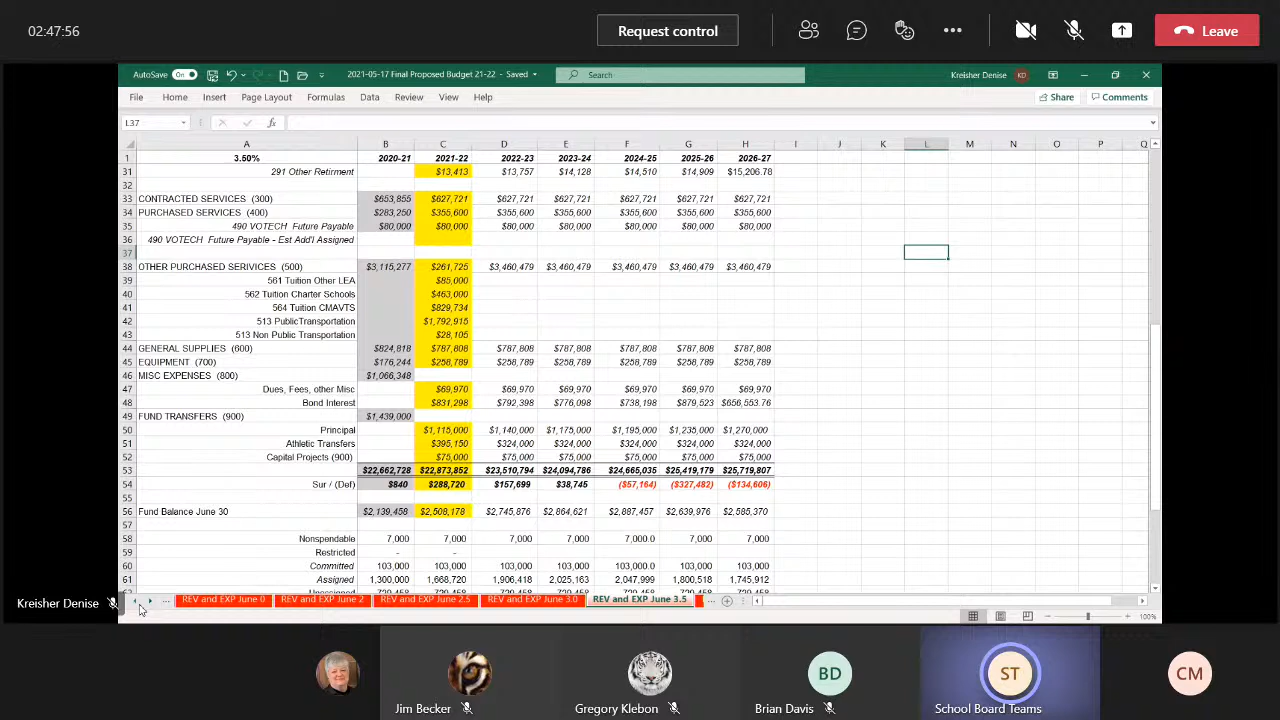 02:47:56
Request control
Leave
AutoSave On
2021-05-17 Final Proposed Budget 21-22 - Saved
Search
Kreisher Denise KD
File Home Insert Page Layout Formulas Data Review View Help
Share Comments
L37 fx
A B C D E F G H I J K L M N O P Q
1 3.50% 2020-21 2021-22 2022-23 2023-24 2024-25 2025-26 2026-27
31 291 Other Retirment $13,413 $13,757 $14,128 $14,510 $14,909 $15,206.78
32
33 CONTRACTED SERVICES (300) $653,855 $627,721 $627,721 $627,721 $627,721 $627,721 $627,721
34 PURCHASED SERVICES (400) $283,250 $355,600 $355,600 $355,600 $355,600 $355,600 $355,600
35 490 VOTECH Future Payable $80,000 $80,000 $80,000 $80,000 $80,000 $80,000 $80,000
36 490 VOTECH Future Payable - Est Add'l Assigned
37
38 OTHER PURCHASED SERIVICES (500) $3,115,277 $261,725 $3,460,479 $3,460,479 $3,460,479 $3,460,479 $3,460,479
39 561 Tuition Other LEA $85,000
40 562 Tuition Charter Schools $463,000
41 564 Tuition CMAVTS $829,734
42 513 PublicTransportation $1,792,915
43 513 Non Public Transportation $28,105
44 GENERAL SUPPLIES (600) $824,818 $787,808 $787,808 $787,808 $787,808 $787,808 $787,808
45 EQUIPMENT (700) $176,244 $258,789 $258,789 $258,789 $258,789 $258,789 $258,789
46 MISC EXPENSES (800) $1,066,348
47 Dues, Fees, other Misc $69,970 $69,970 $69,970 $69,970 $69,970 $69,970
48 Bond Interest $831,298 $792,398 $776,098 $738,198 $879,523 $656,553.76
49 FUND TRANSFERS (900) $1,439,000
50 Principal $1,115,000 $1,140,000 $1,175,000 $1,195,000 $1,235,000 $1,270,000
51 Athletic Transfers $395,150 $324,000 $324,000 $324,000 $324,000 $324,000
52 Capital Projects (900) $75,000 $75,000 $75,000 $75,000 $75,000 $75,000
53 $22,662,728 $22,873,852 $23,510,794 $24,094,786 $24,665,035 $25,419,179 $25,719,807
54 Sur / (Def) $840 $288,720 $157,699 $38,745 ($57,164) ($327,482) ($134,606)
55
56 Fund Balance June 30 $2,139,458 $2,508,178 $2,745,876 $2,864,621 $2,887,457 $2,639,976 $2,585,370
57
58 Nonspendable 7,000 7,000 7,000 7,000 7,000.0 7,000 7,000
59 Restricted - -
60 Committed 103,000 103,000 103,000 103,000 103,000.0 103,000 103,000
61 Assigned 1,300,000 1,668,720 1,906,418 2,025,163 2,047,999 1,800,518 1,745,912
REV and EXP June 0 REV and EXP June 2 REV and EXP June 2.5 REV and EXP June 3.0 REV and EXP June 3.5
100%
Kreisher Denise
Jim Becker
Gregory Klebon
BD
Brian Davis
ST
School Board Teams
CM